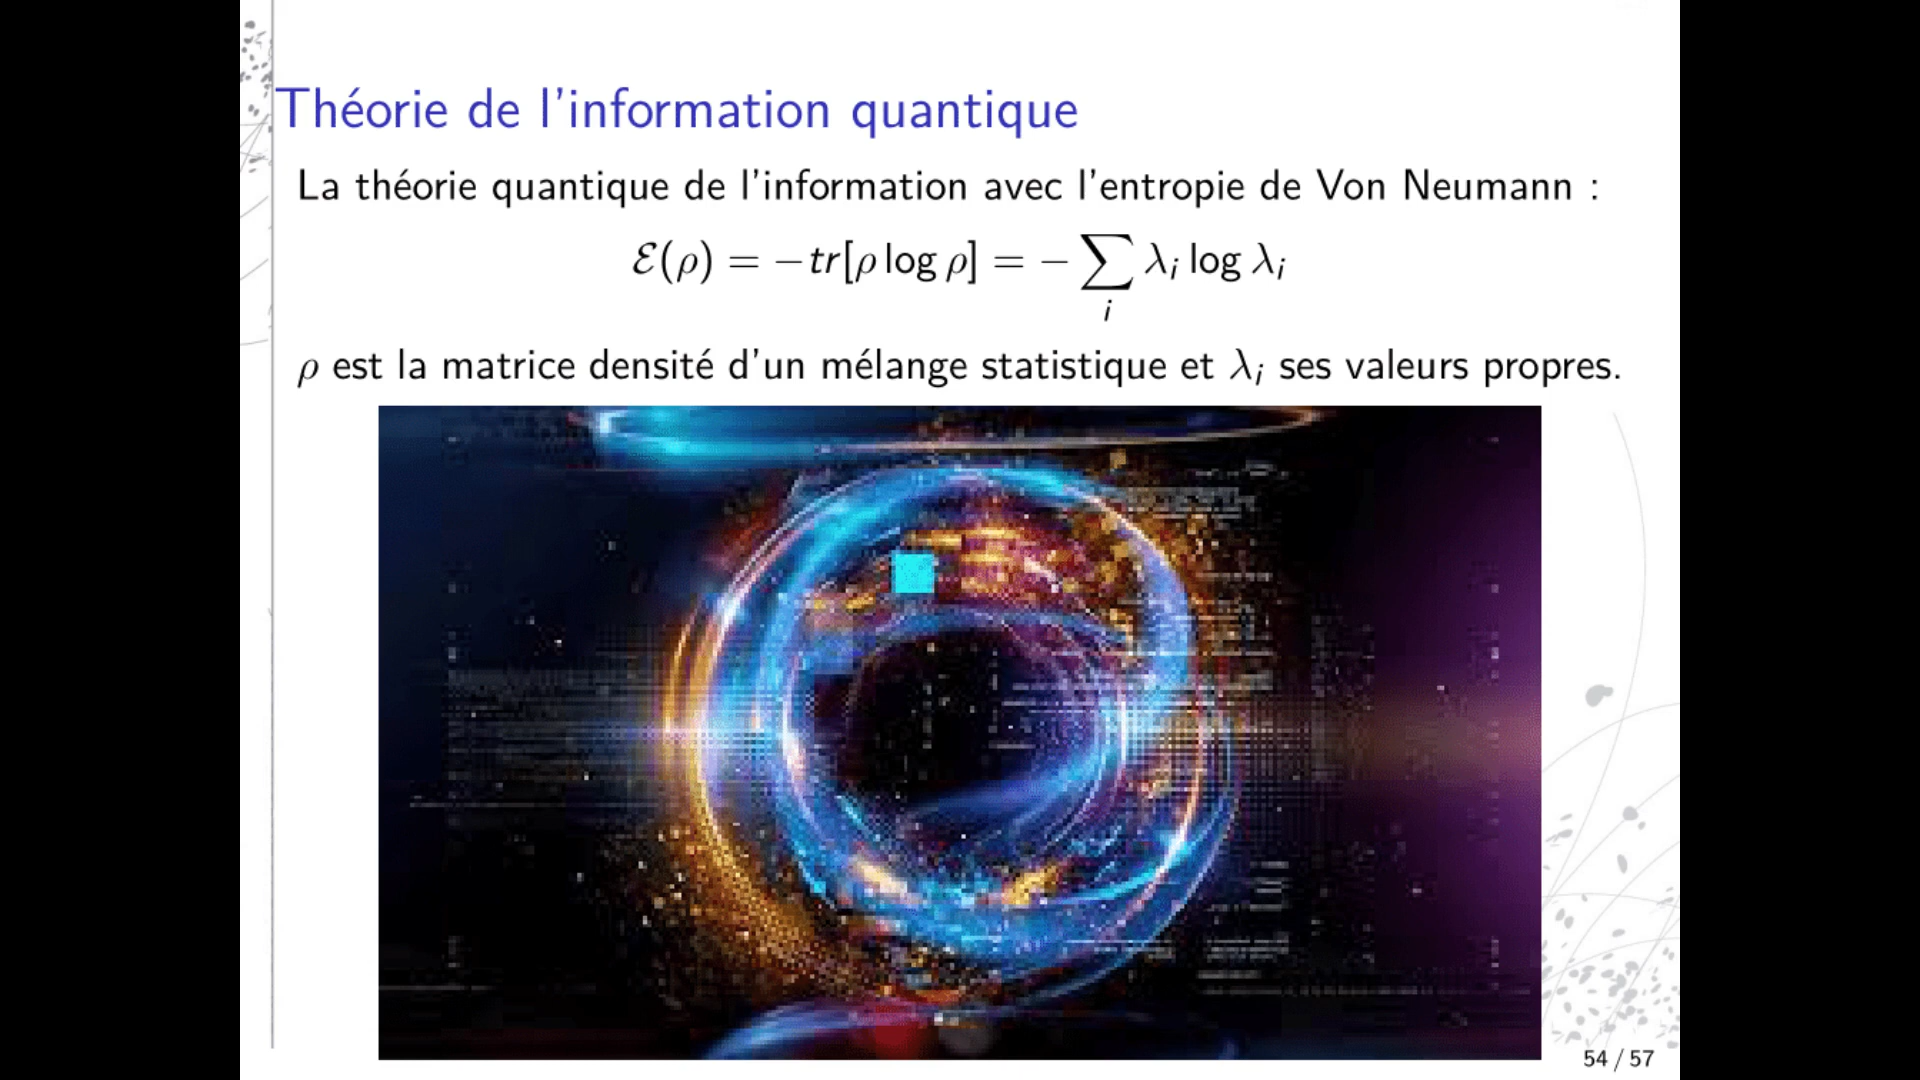 Théorie de l'information quantique
La théorie quantique de l'information avec l'entropie de Von Neumann :
ℰ(ρ) = −tr[ρ log ρ] = − ∑ᵢ λᵢ log λᵢ
ρ est la matrice densité d'un mélange statistique et λᵢ ses valeurs propres.
54 / 57